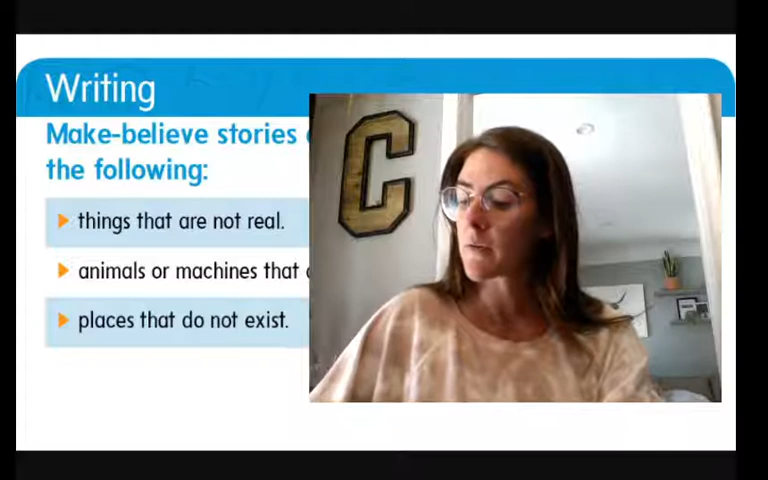 Writing
Make-believe stories
the following:
things that are not real.
animals or machines that
places that do not exist.
C